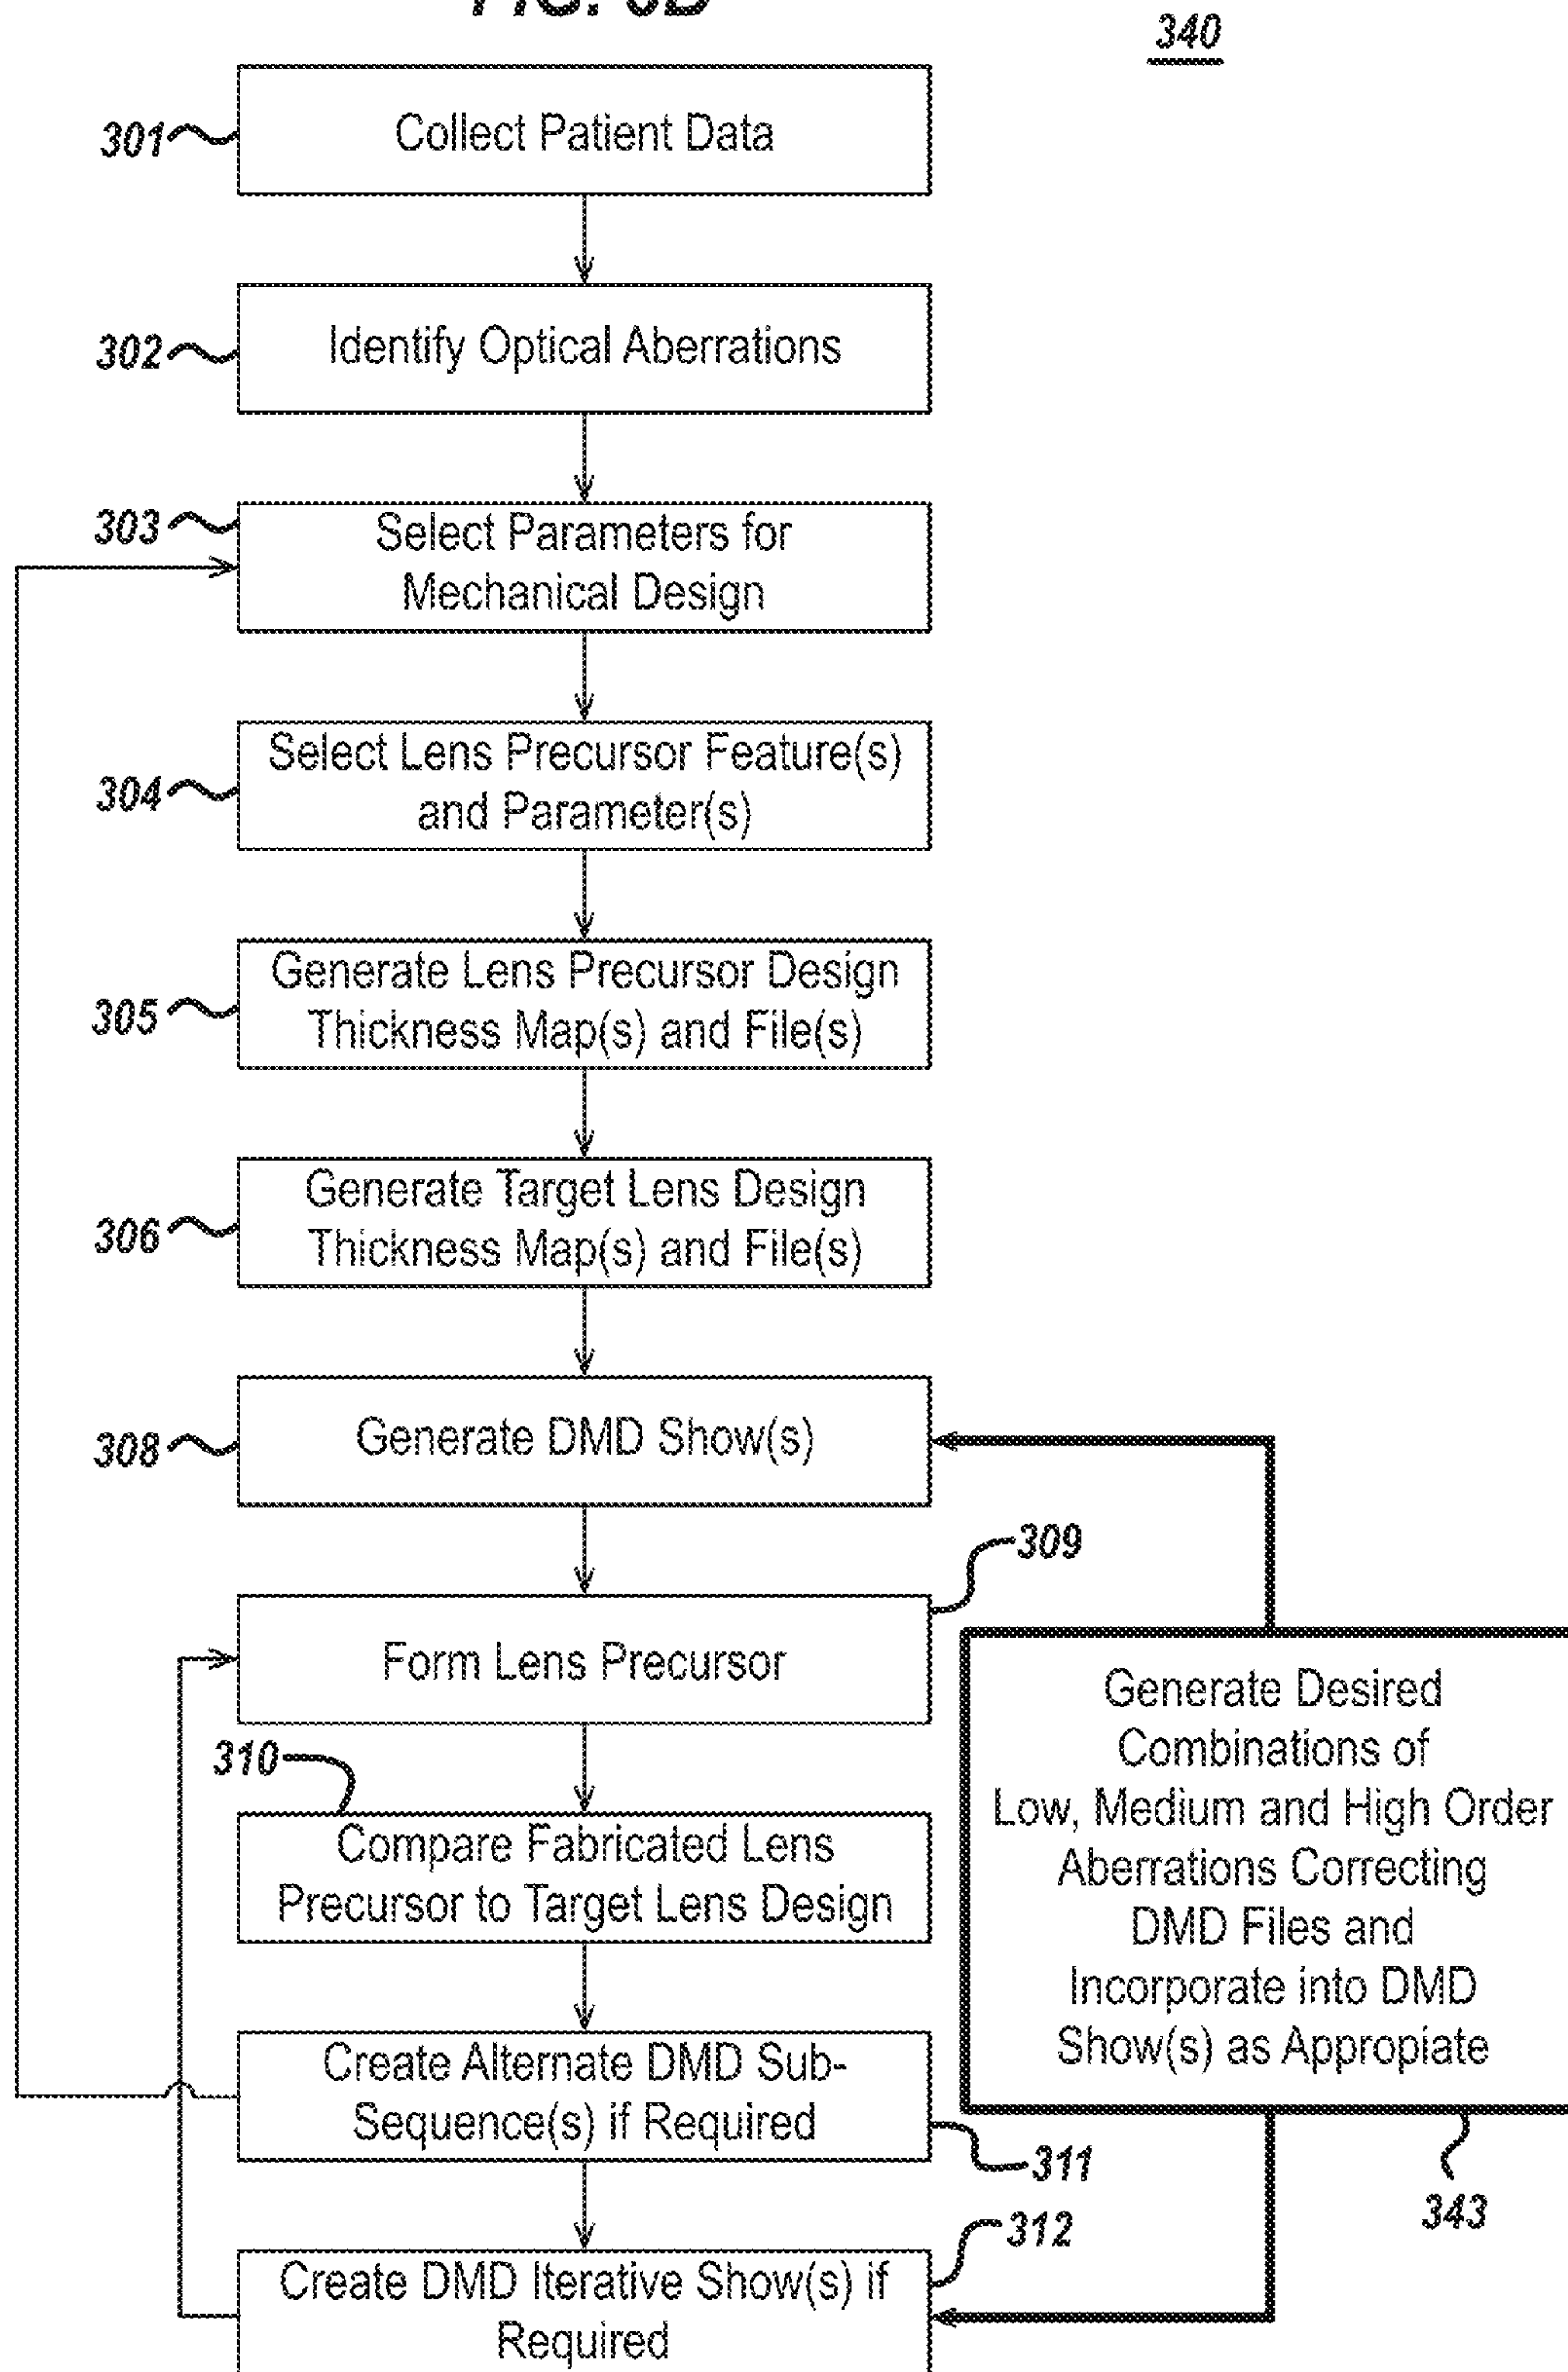 340
301
Collect Patient Data
302
Identify Optical Aberrations
303
Select Parameters for
Mechanical Design
304
Select Lens Precursor Feature(s)
and Parameter(s)
305
Generate Lens Precursor Design
Thickness Map(s) and File(s)
306
Generate Target Lens Design
Thickness Map(s) and File(s)
308
Generate DMD Show(s)
309
Form Lens Precursor
310
Compare Fabricated Lens
Precursor to Target Lens Design
Create Alternate DMD Sub-
Sequence(s) if Required
311
312
Create DMD Iterative Show(s) if
Required
Generate Desired
Combinations of
Low, Medium and High Order
Aberrations Correcting
DMD Files and
Incorporate into DMD
Show(s) as Appropiate
343